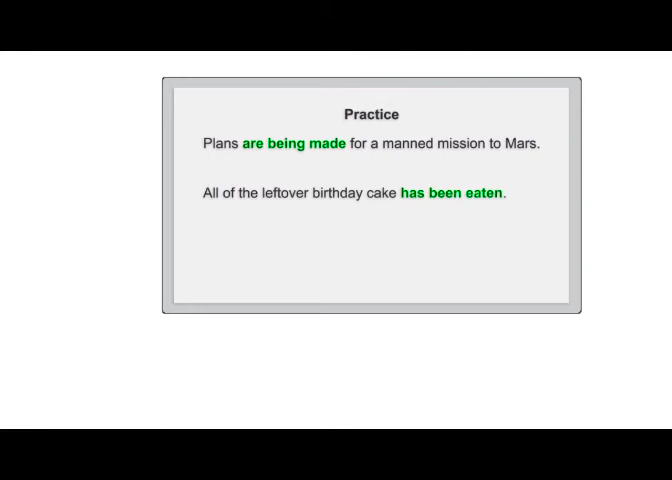 Practice
Plans are being made for a manned mission to Mars.
All of the leftover birthday cake has been eaten.